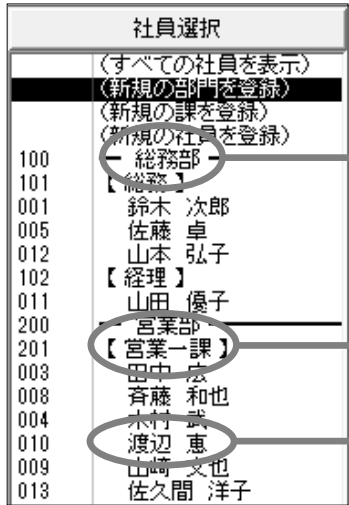 社員選択
(すべての社員を表示)
(新規の部門を登録)
(新規の課を登録)
(新規の社員を登録)
100 ー 総務部 ー
101 【 総務 】
001 鈴木 次郎
005 佐藤 卓
012 山本 弘子
102 【 経理 】
011 山田 優子
200 ー 営業部 ー
201 【 営業一課 】
003 田中 宏
008 斉藤 和也
004 木村 武
010 渡辺 恵
009 山崎 文也
013 佐久間 洋子